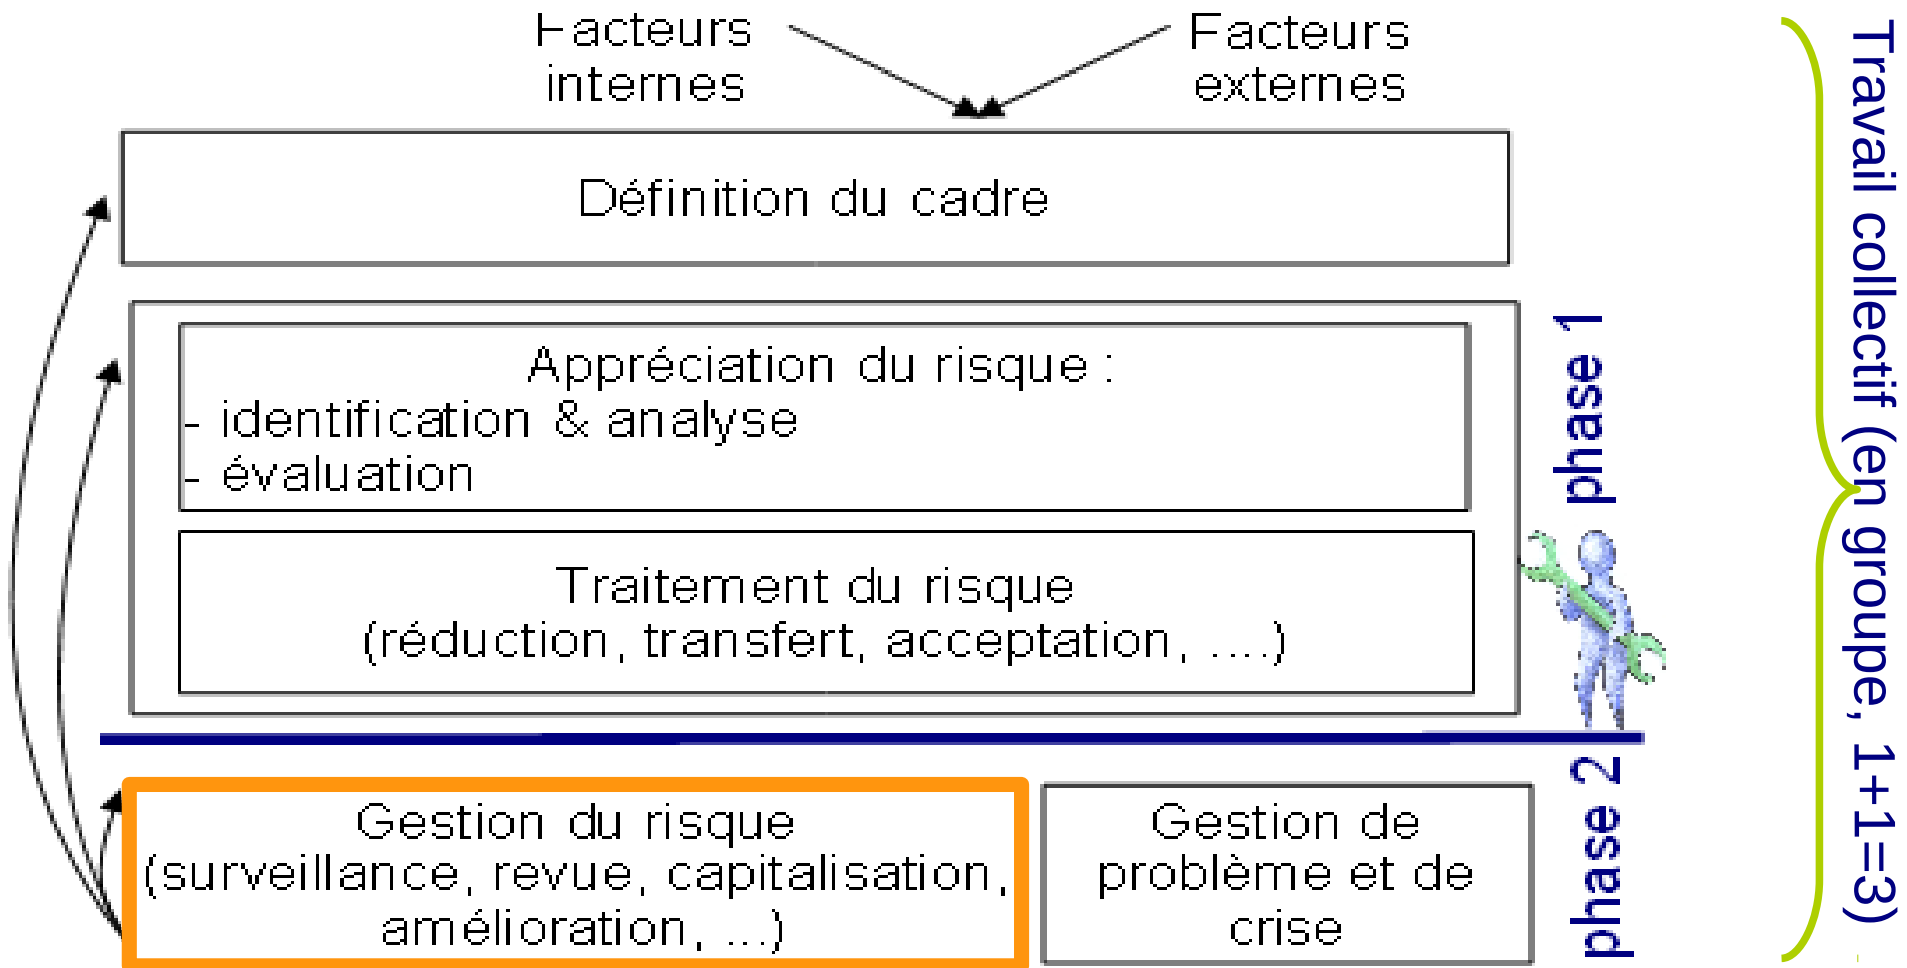 Facteurs
internes
Facteurs
externes
Définition du cadre
Appréciation du risque :
- identification & analyse
- évaluation
Traitement du risque
(réduction, transfert, acceptation, ....)
phase 1
Gestion du risque
(surveillance, revue, capitalisation,
amélioration, ...)
Gestion de
problème et de
crise
phase 2
Travail collectif (en groupe, 1+1=3)